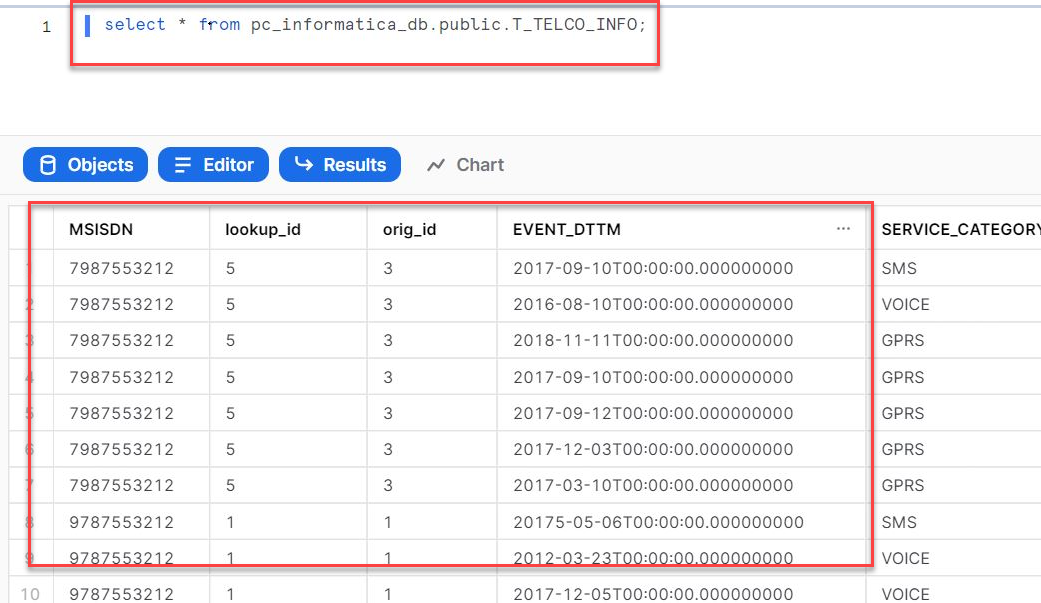 1 select * from pc_informatica_db.public.T_TELCO_INFO;
Objects Editor Results Chart
MSISDN lookup_id orig_id EVENT_DTTM ... SERVICE_CATEGORY
1 7987553212 5 3 2017-09-10T00:00:00.000000000 SMS
2 7987553212 5 3 2016-08-10T00:00:00.000000000 VOICE
3 7987553212 5 3 2018-11-11T00:00:00.000000000 GPRS
4 7987553212 5 3 2017-09-10T00:00:00.000000000 GPRS
5 7987553212 5 3 2017-09-12T00:00:00.000000000 GPRS
6 7987553212 5 3 2017-12-03T00:00:00.000000000 GPRS
7 7987553212 5 3 2017-03-10T00:00:00.000000000 GPRS
8 9787553212 1 1 20175-05-06T00:00:00.000000000 SMS
9 9787553212 1 1 2012-03-23T00:00:00.000000000 VOICE
10 9787553212 1 1 2017-12-05T00:00:00.000000000 VOICE